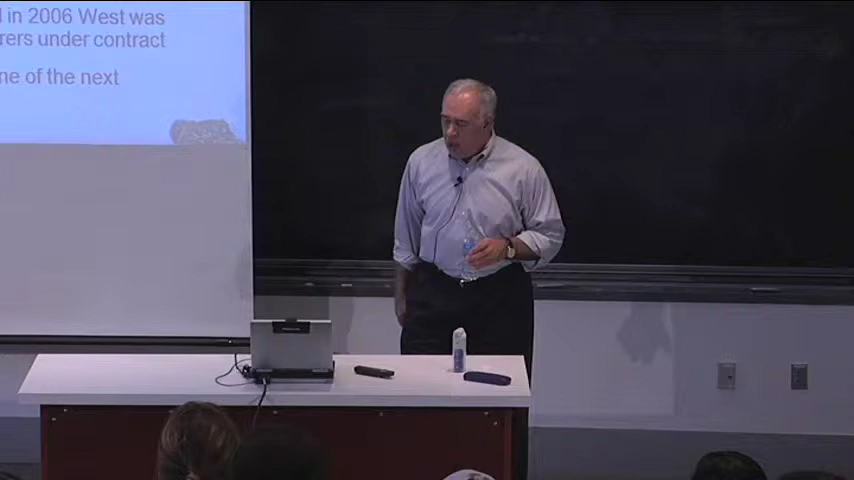 in 2006 West was
rers under contract
ne of the next